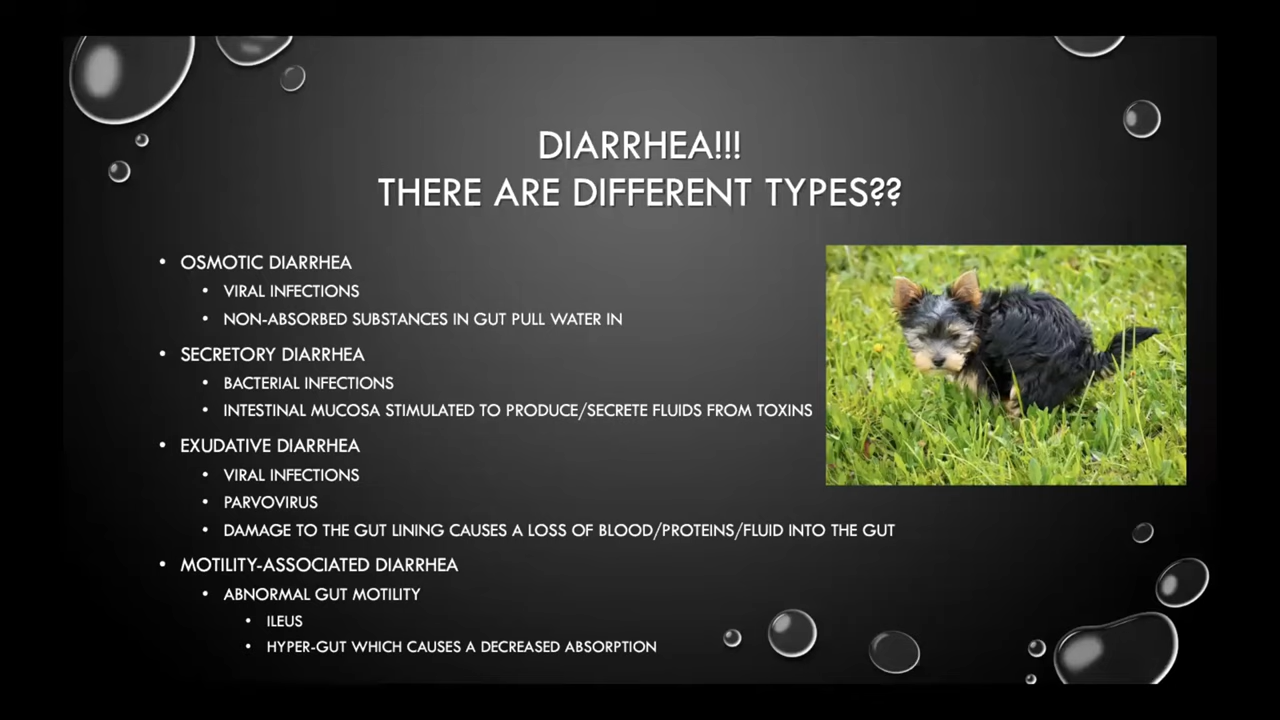 DIARRHEA!!!
THERE ARE DIFFERENT TYPES??
• OSMOTIC DIARRHEA
• VIRAL INFECTIONS
• NON-ABSORBED SUBSTANCES IN GUT PULL WATER IN
• SECRETORY DIARRHEA
• BACTERIAL INFECTIONS
• INTESTINAL MUCOSA STIMULATED TO PRODUCE/SECRETE FLUIDS FROM TOXINS
• EXUDATIVE DIARRHEA
• VIRAL INFECTIONS
• PARVOVIRUS
• DAMAGE TO THE GUT LINING CAUSES A LOSS OF BLOOD/PROTEINS/FLUID INTO THE GUT
• MOTILITY-ASSOCIATED DIARRHEA
• ABNORMAL GUT MOTILITY
• ILEUS
• HYPER-GUT WHICH CAUSES A DECREASED ABSORPTION